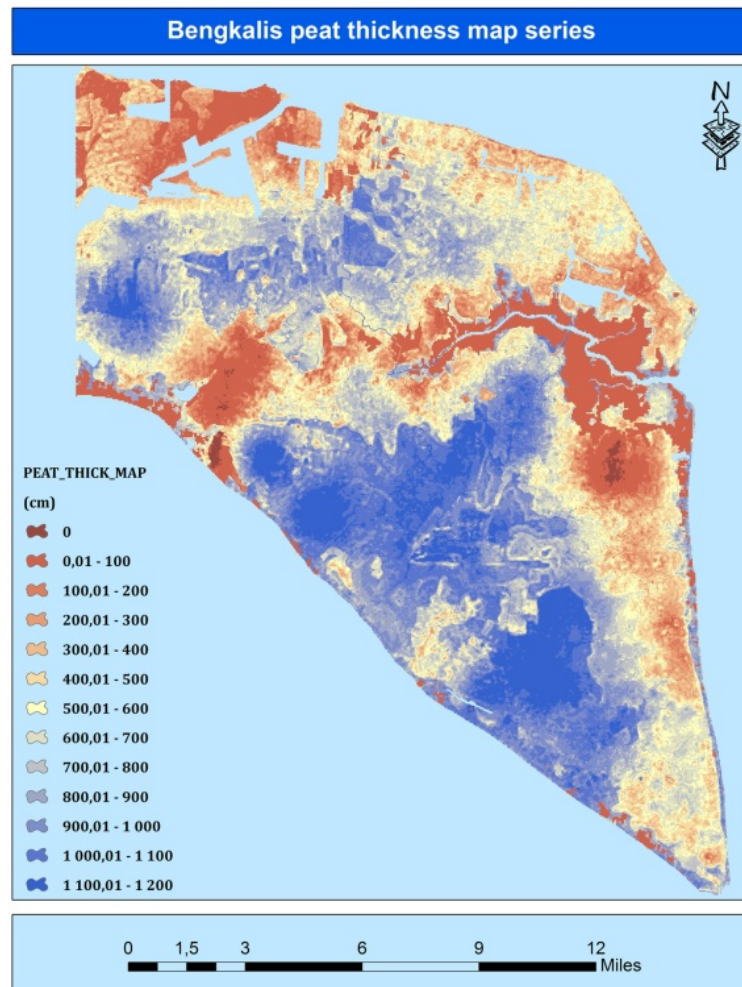 Bengkalis peat thickness map series
N
PEAT_THICK_MAP
(cm)
0
0,01 - 100
100,01 - 200
200,01 - 300
300,01 - 400
400,01 - 500
500,01 - 600
600,01 - 700
700,01 - 800
800,01 - 900
900,01 - 1 000
1 000,01 - 1 100
1 100,01 - 1 200
0 1,5 3 6 9 12
Miles